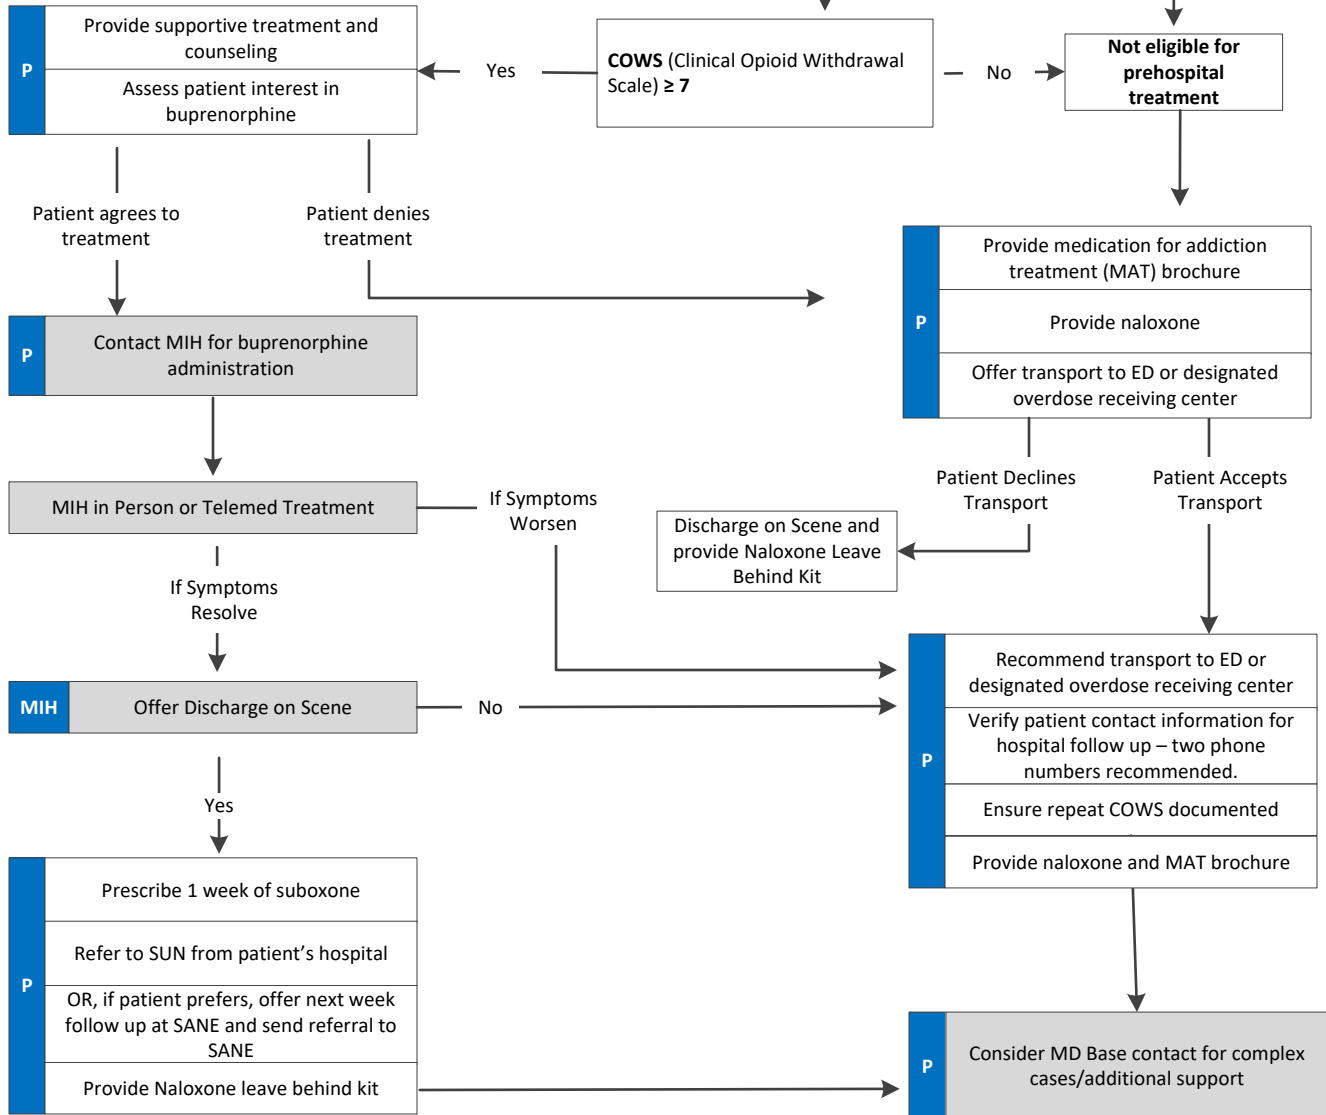 P
Provide supportive treatment and
counseling
Assess patient interest in
buprenorphine
Yes
COWS (Clinical Opioid Withdrawal
Scale) ≥ 7
No
Not eligible for
prehospital
treatment
Patient agrees to
treatment
Patient denies
treatment
P
Provide medication for addiction
treatment (MAT) brochure
Provide naloxone
Offer transport to ED or designated
overdose receiving center
P
Contact MIH for buprenorphine
administration
MIH in Person or Telemed Treatment
If Symptoms
Worsen
Patient Declines
Transport
Patient Accepts
Transport
Discharge on Scene and
provide Naloxone Leave
Behind Kit
If Symptoms
Resolve
MIH
Offer Discharge on Scene
No
P
Recommend transport to ED or
designated overdose receiving center
Verify patient contact information for
hospital follow up – two phone
numbers recommended.
Ensure repeat COWS documented
Provide naloxone and MAT brochure
Yes
P
Prescribe 1 week of suboxone
Refer to SUN from patient's hospital
OR, if patient prefers, offer next week
follow up at SANE and send referral to
SANE
Provide Naloxone leave behind kit
P
Consider MD Base contact for complex
cases/additional support